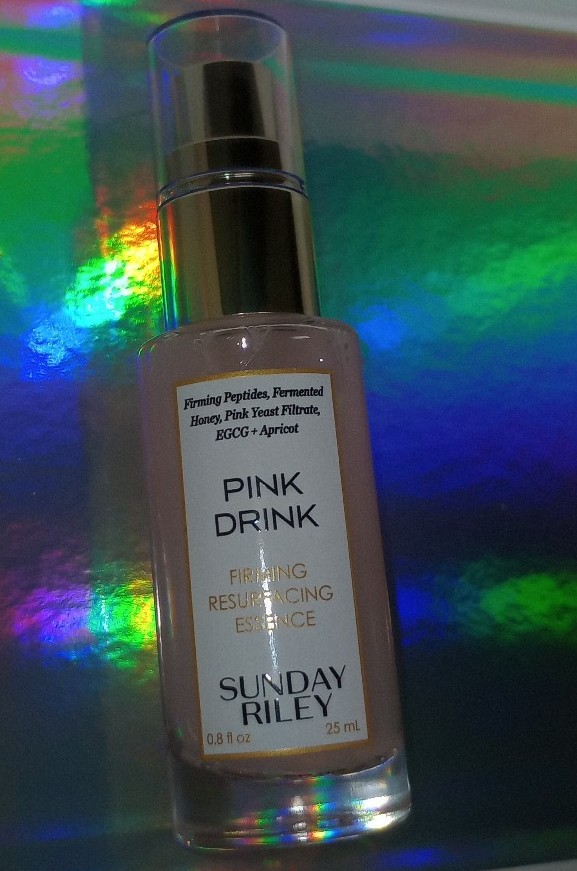 Firming Peptides, Fermented
Honey, Pink Yeast Filtrate,
EGCG + Apricot
PINK
DRINK
FIRMING
RESURFACING
ESSENCE
SUNDAY
RILEY
0.8 fl oz 25 mL